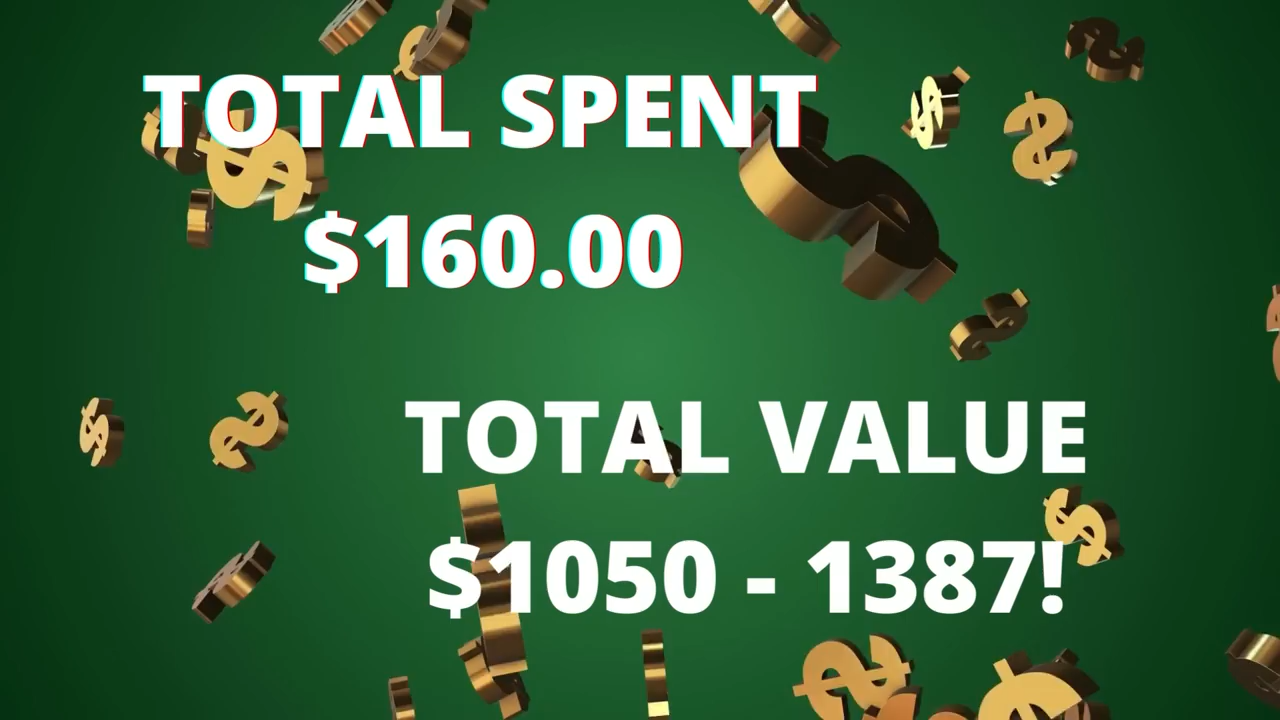 TOTAL SPENT
$160.00
TOTAL VALUE
$1050 - 1387!